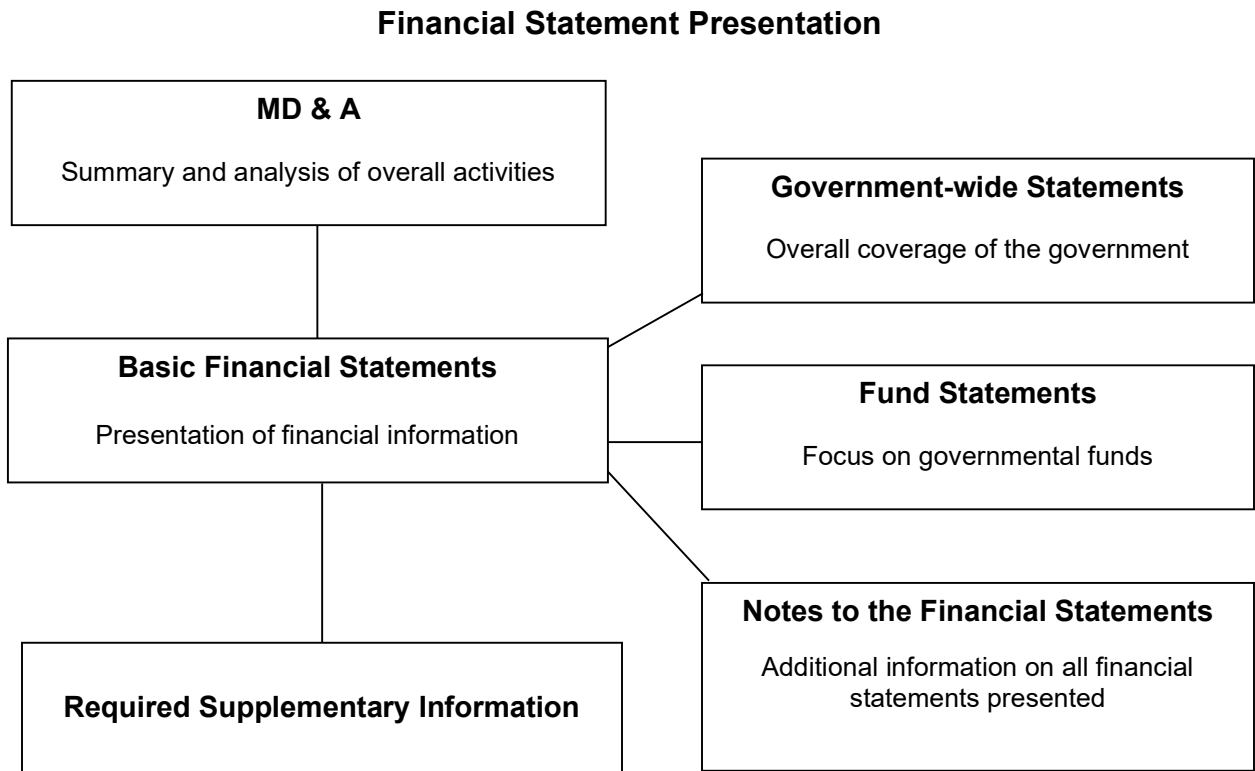 Financial Statement Presentation
MD & A
Summary and analysis of overall activities
Government-wide Statements
Overall coverage of the government
Basic Financial Statements
Presentation of financial information
Fund Statements
Focus on governmental funds
Notes to the Financial Statements
Additional information on all financial
statements presented
Required Supplementary Information